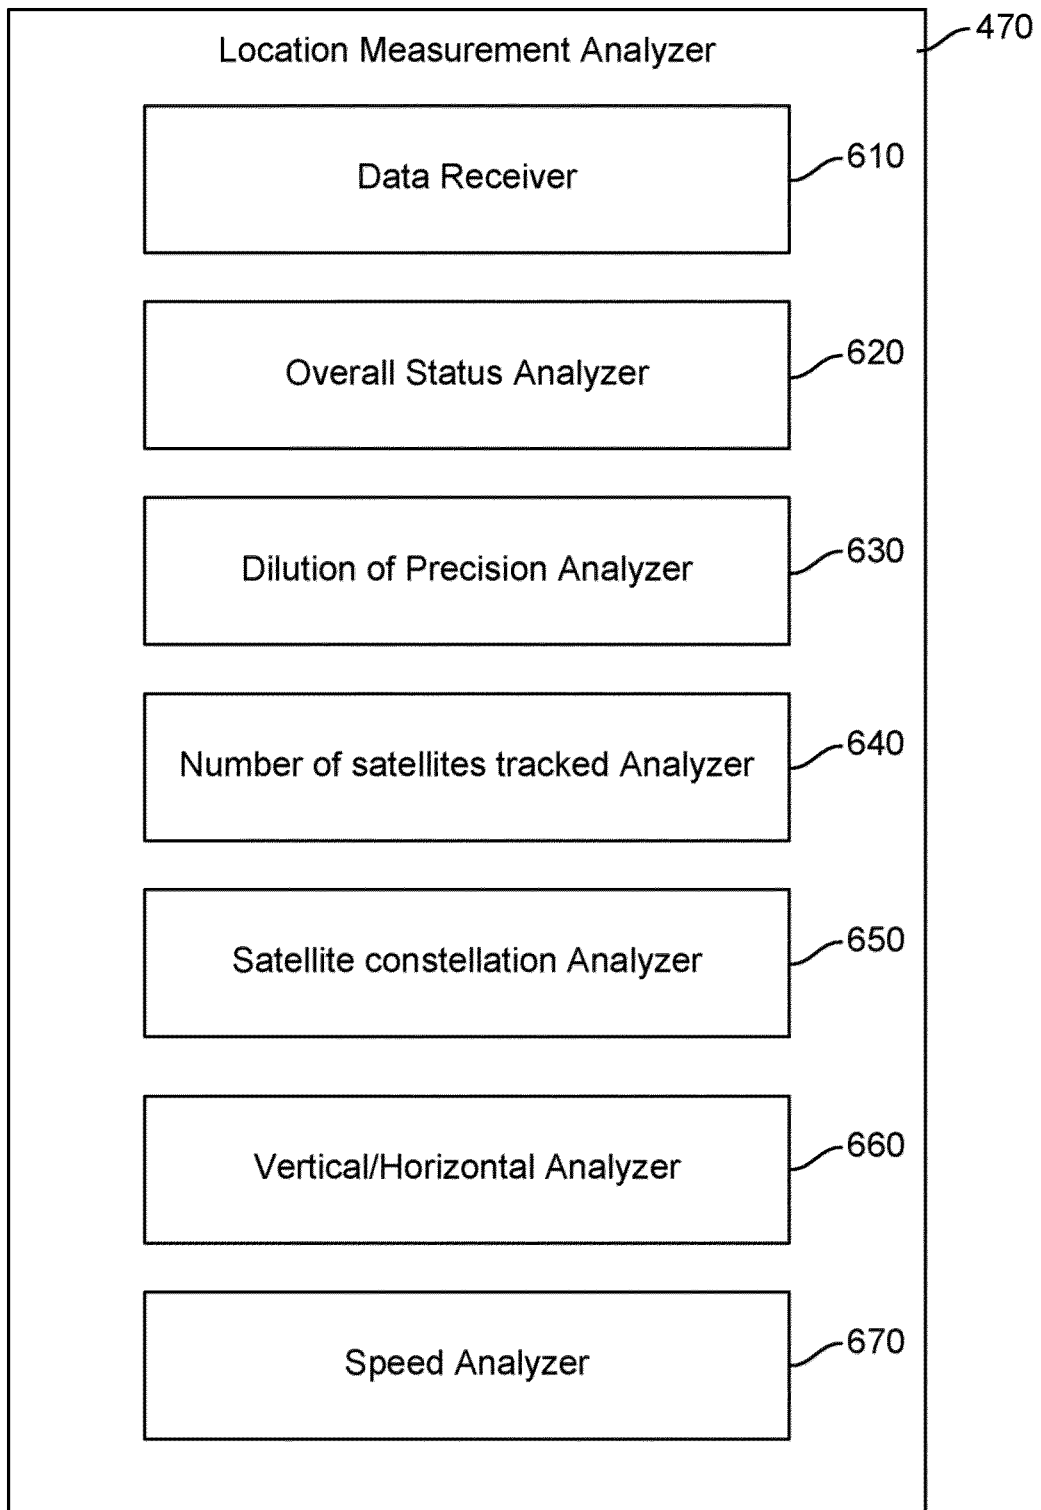 Location Measurement Analyzer
470
Data Receiver
610
Overall Status Analyzer
620
Dilution of Precision Analyzer
630
Number of satellites tracked Analyzer
640
Satellite constellation Analyzer
650
Vertical/Horizontal Analyzer
660
Speed Analyzer
670